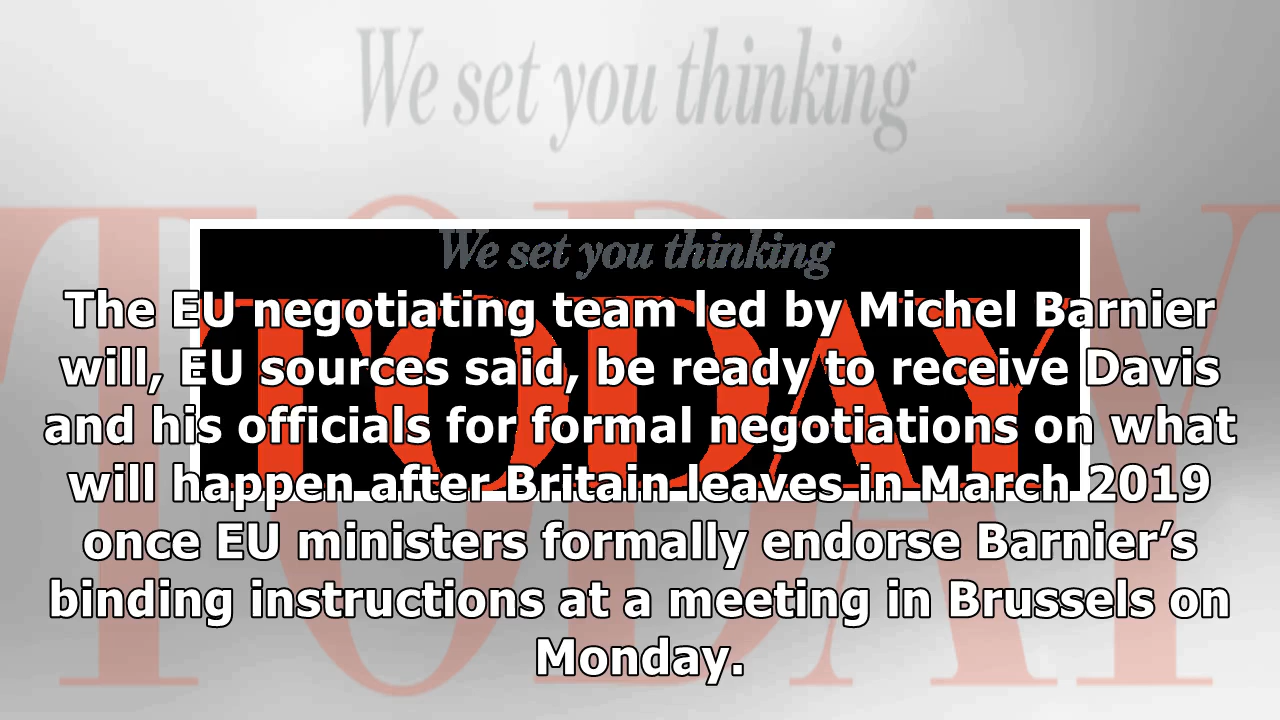 We set you thinking
TODAY
We set you thinking
TODAY
The EU negotiating team led by Michel Barnier
will, EU sources said, be ready to receive Davis
and his officials for formal negotiations on what
will happen after Britain leaves in March 2019
once EU ministers formally endorse Barnier’s
binding instructions at a meeting in Brussels on
Monday.